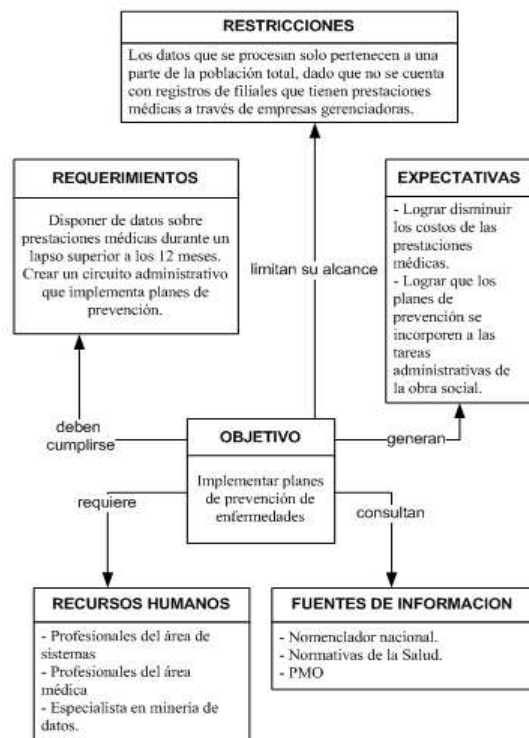 RESTRICCIONES
Los datos que se procesan solo pertenecen a una
parte de la población total, dado que no se cuenta
con registros de filiales que tienen prestaciones
médicas a través de empresas gerenciadoras.
REQUERIMIENTOS
Disponer de datos sobre
prestaciones médicas durante un
lapso superior a los 12 meses.
Crear un circuito administrativo
que implementa planes de
prevención.
EXPECTATIVAS
- Lograr disminuir
los costos de las
prestaciones
médicas.
- Lograr que los
planes de
prevención se
incorporen a las
tareas
administrativas de
la obra social.
limitan su alcance
deben
cumplirse
OBJETIVO
Implementar planes
de prevención de
enfermedades
generan
requiere
consultan
RECURSOS HUMANOS
- Profesionales del área de
sistemas
- Profesionales del área
médica
- Especialista en minería de
datos.
FUENTES DE INFORMACION
- Nomenclador nacional.
- Normativas de la Salud.
- PMO